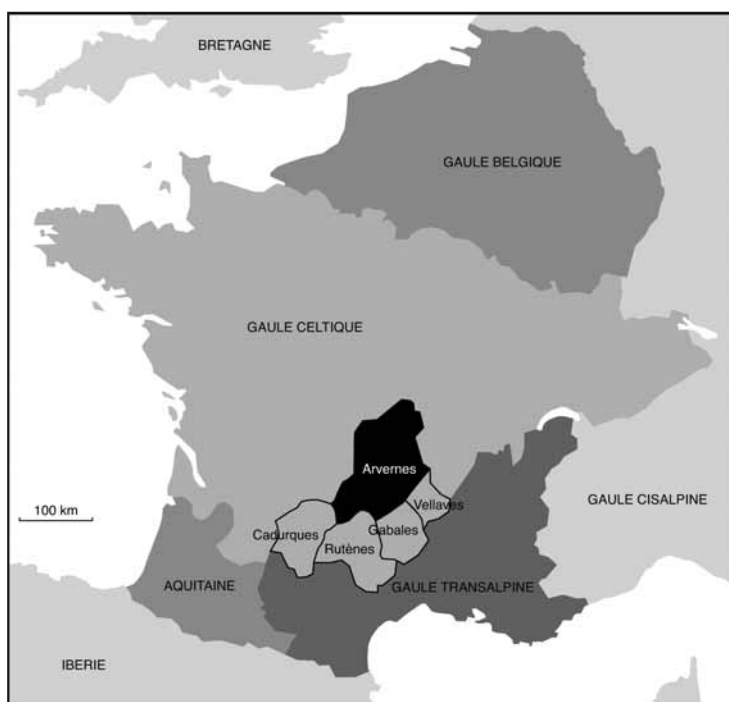 BRETAGNE
GAULE BELGIQUE
GAULE CELTIQUE
Arvernes
Vellaves
GAULE CISALPINE
100 km
Cadurques
Gabales
Rutènes
AQUITAINE
GAULE TRANSALPINE
IBERIE